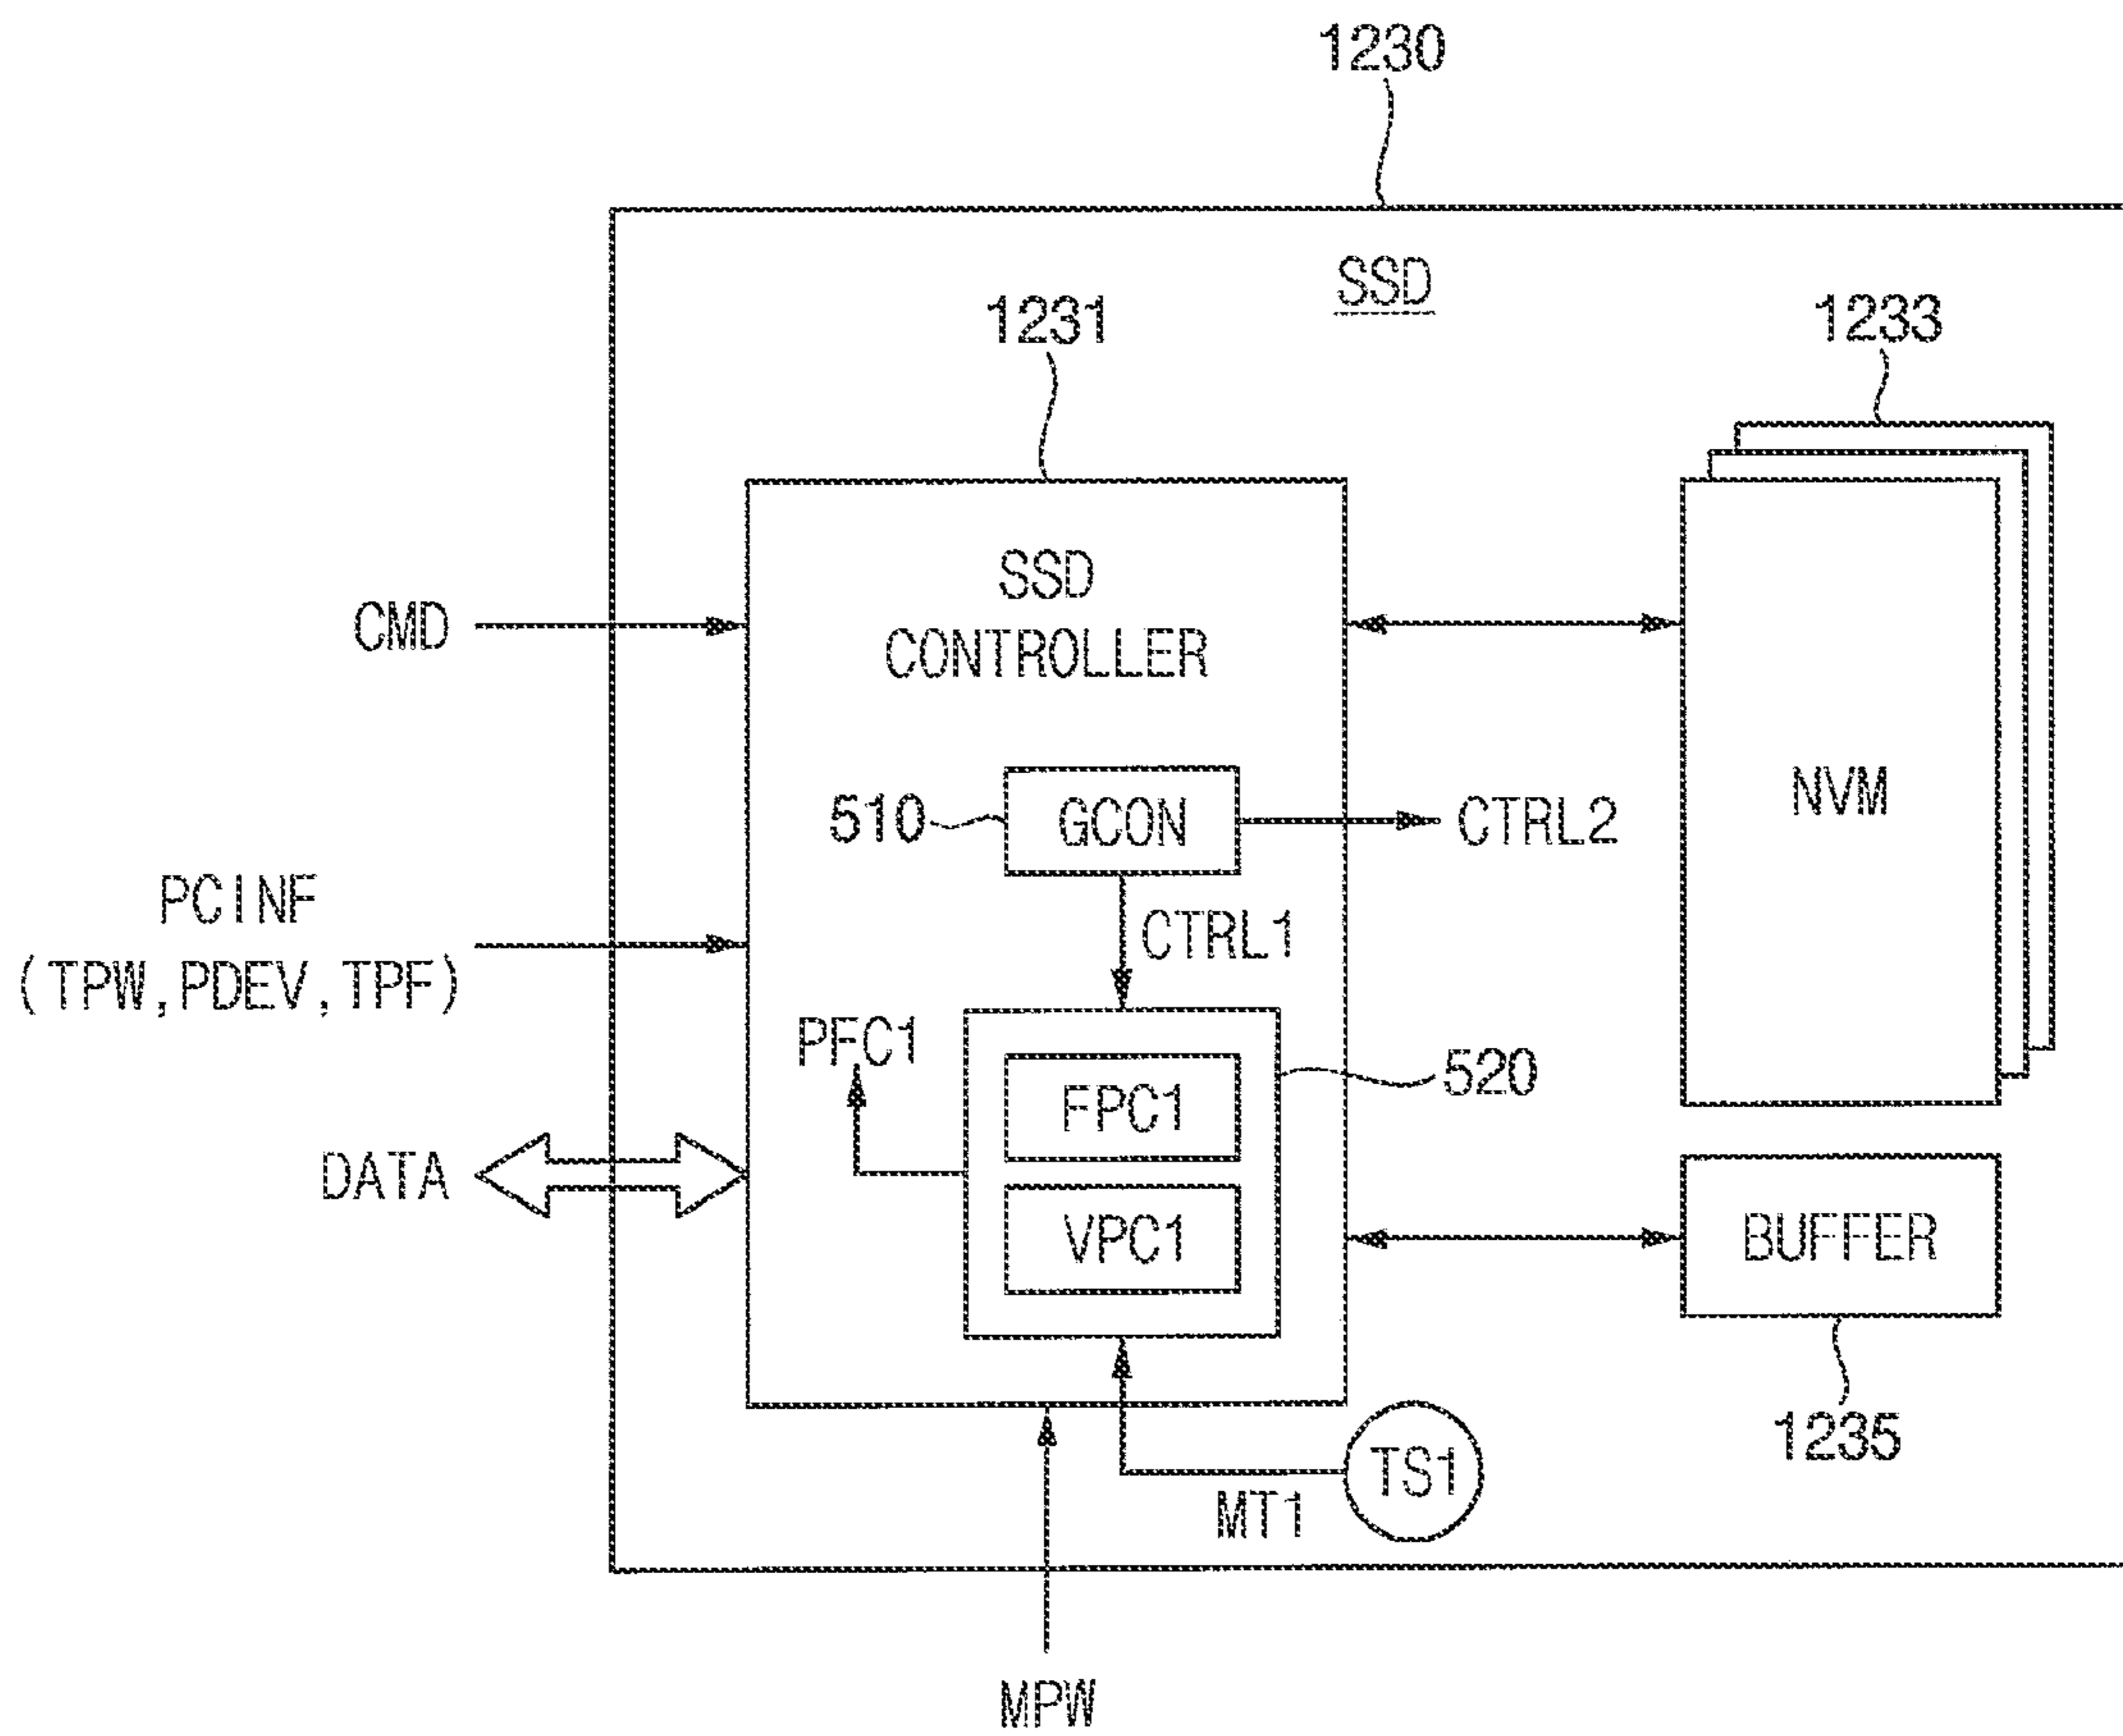 1230
SSD
1231
1233
SSD
CONTROLLER
CMD
NVM
510
GCON
CTRL2
PCINF
(TPW,PDEV,TPF)
CTRL1
PFC1
520
FPC1
DATA
VPC1
BUFFER
1235
TS1
MT1
MPW